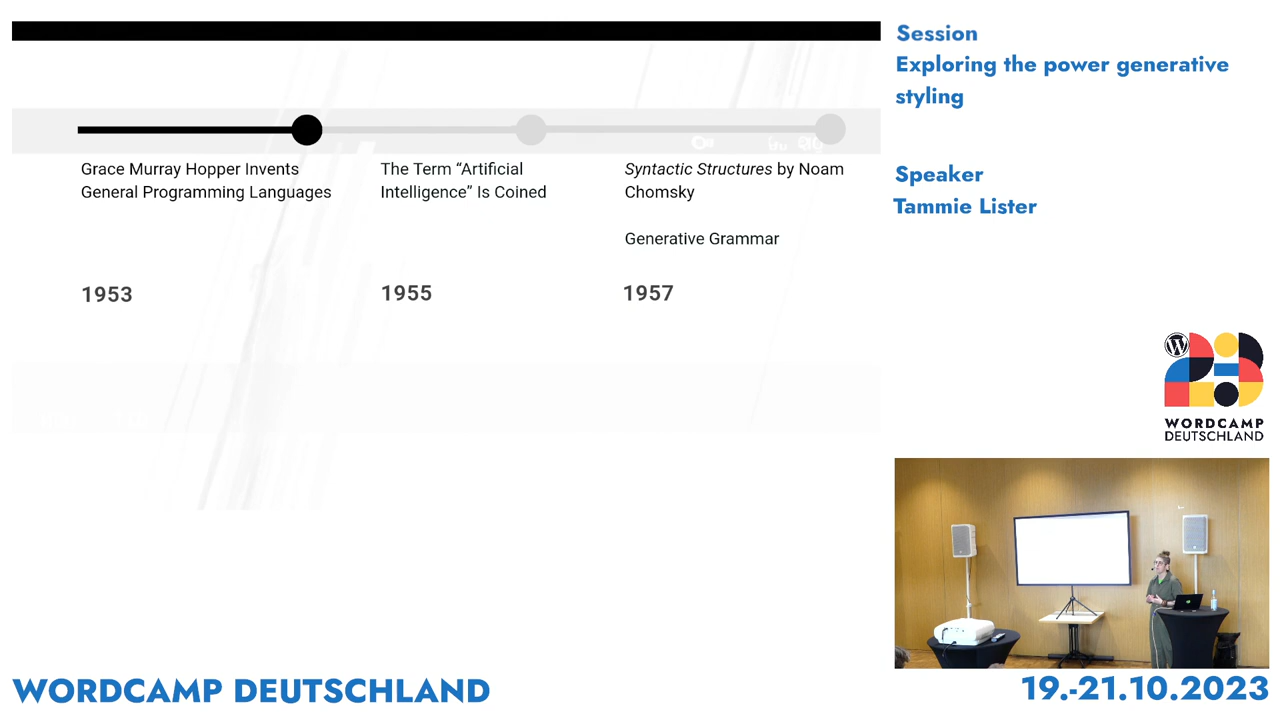 Session
Exploring the power generative
styling
Speaker
Tammie Lister
Grace Murray Hopper Invents
General Programming Languages
1953
The Term “Artificial
Intelligence” Is Coined
1955
Syntactic Structures by Noam
Chomsky
Generative Grammar
1957
WORDCAMP
DEUTSCHLAND
WORDCAMP DEUTSCHLAND
19.-21.10.2023